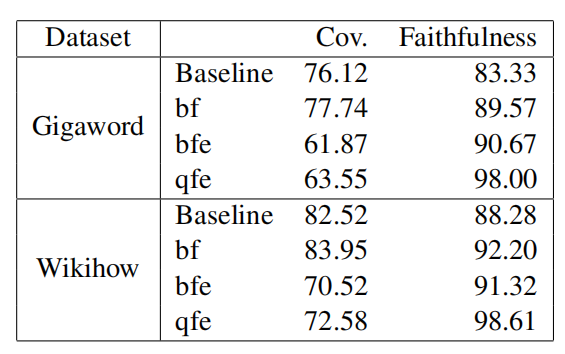 Dataset Cov. Faithfulness
Baseline 76.12 83.33
bf 77.74 89.57
Gigaword
bfe 61.87 90.67
qfe 63.55 98.00
Baseline 82.52 88.28
bf 83.95 92.20
Wikihow
bfe 70.52 91.32
qfe 72.58 98.61